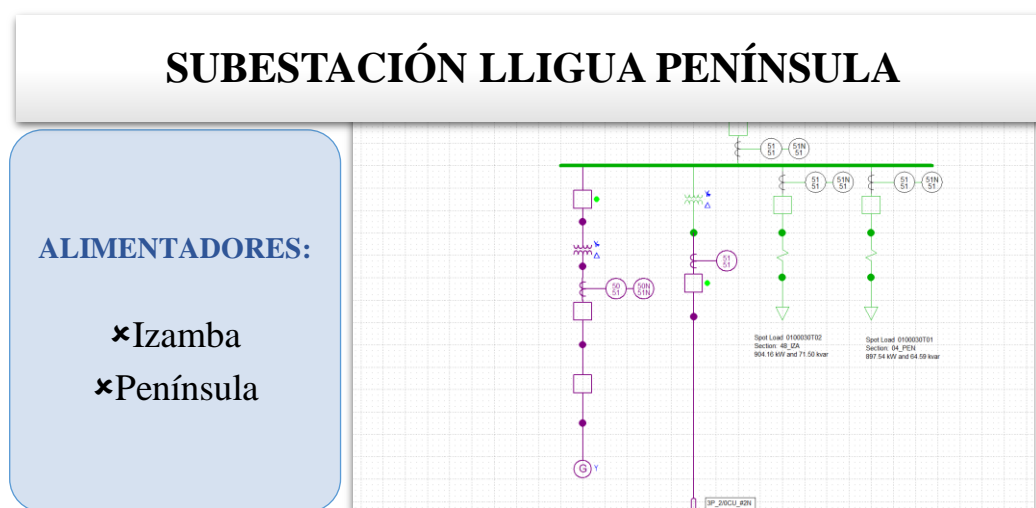 SUBESTACIÓN LLIGUA PENÍNSULA
ALIMENTADORES:
×Izamba
×Península
51 51
51N 51
51 51
51N 51
51 51
51N 51
51 51
50 51
50N 51N
Spot Load 0100030T02
Section: 48_IZA
904.16 kW and 71.50 kvar
Spot Load 0100030T01
Section: 04_PEN
897.54 kW and 64.59 kvar
G Y
3P_2/0CU_#2N